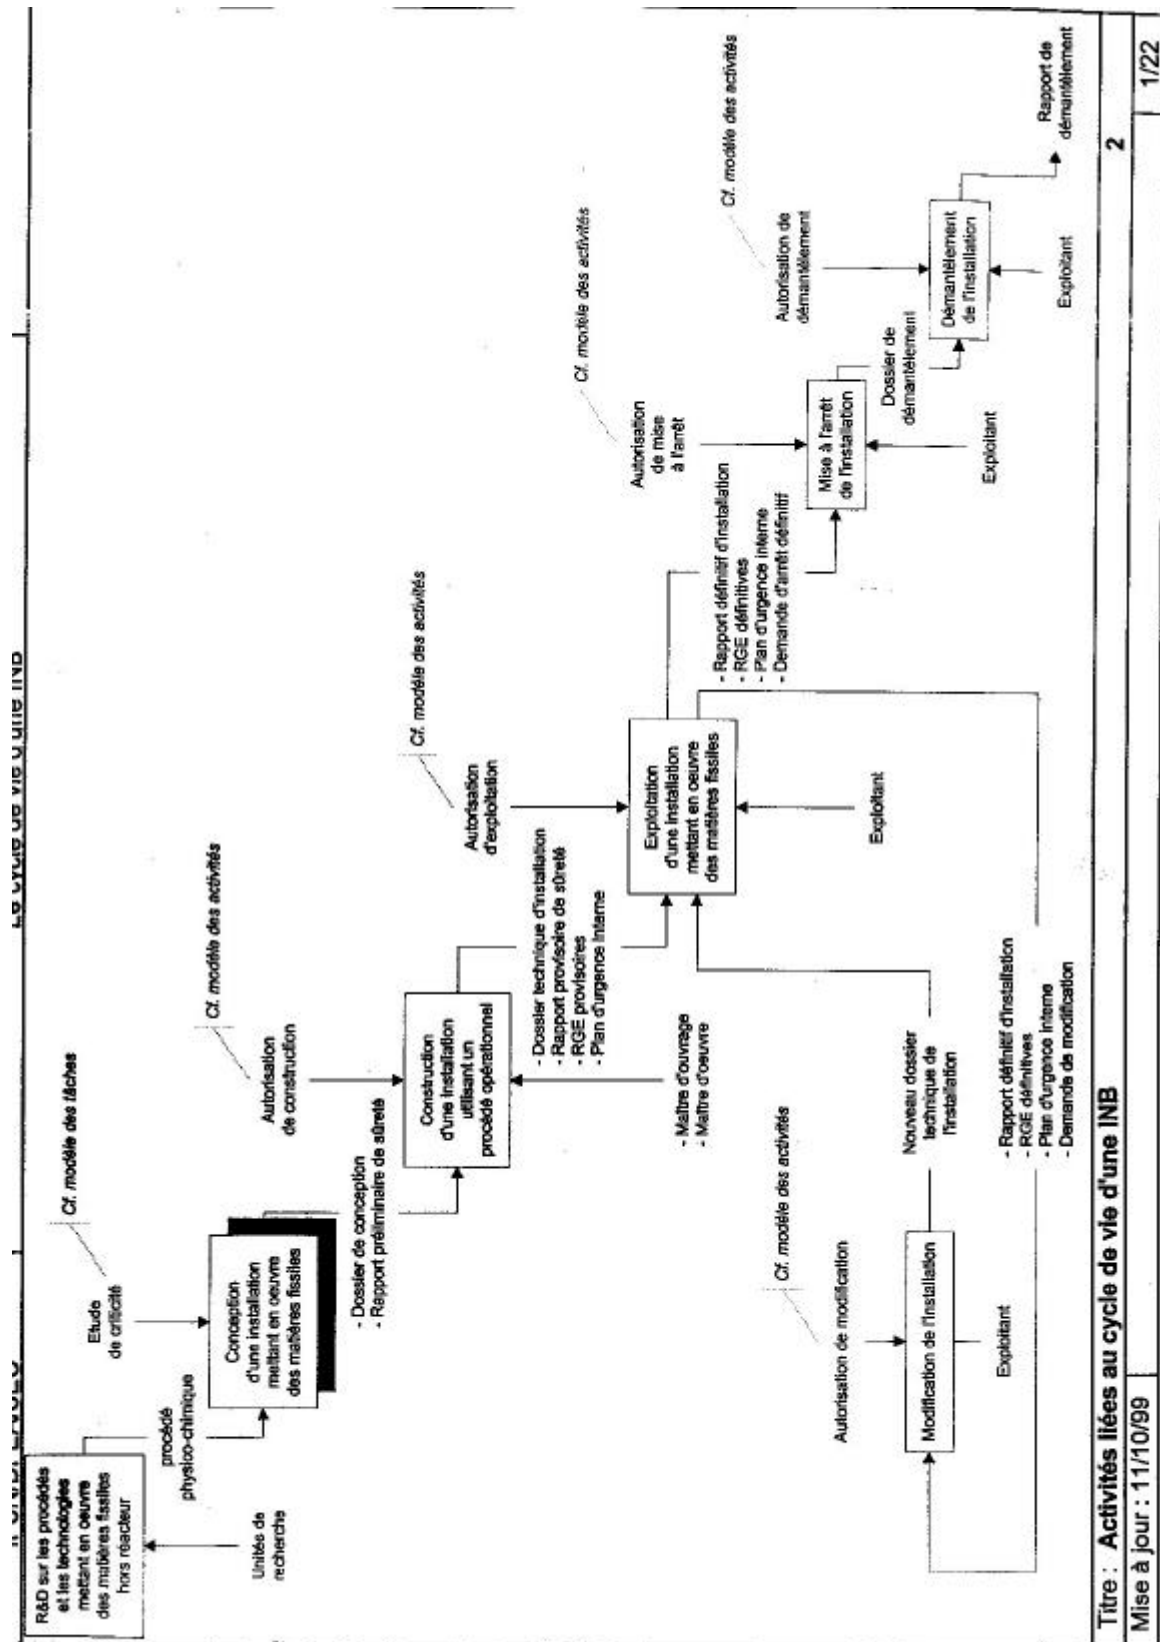 Le cycle de vie d'une INB
R&D sur les procédés
et les technologies
mettant en oeuvre
des matières fissiles
hors réacteur
Unités de
recherche
procédé
physico-chimique
Etude
de criticité
Cf. modèle des tâches
Conception
d'une installation
mettant en oeuvre
des matières fissiles
- Dossier de conception
- Rapport préliminaire de sûreté
Autorisation
de construction
Cf. modèle des activités
Construction
d'une installation
utilisant un
procédé opérationnel
- Maître d'ouvrage
- Maître d'oeuvre
- Dossier technique d'installation
- Rapport provisoire de sûreté
- RGE provisoires
- Plan d'urgence interne
Autorisation
d'exploitation
Cf. modèle des activités
Exploitation
d'une installation
mettant en oeuvre
des matières fissiles
Exploitant
- Rapport définitif d'installation
- RGE définitives
- Plan d'urgence interne
- Demande d'arrêt définitif
Autorisation
de mise
à l'arrêt
Cf. modèle des activités
Mise à l'arrêt
de l'installation
Exploitant
Dossier de
démantèlement
Autorisation de
démantèlement
Cf. modèle des activités
Démantèlement
de l'installation
Exploitant
Rapport de
démantèlement
Autorisation de modification
Cf. modèle des activités
Modification de l'installation
Exploitant
Nouveau dossier
technique de
l'installation
- Rapport définitif d'installation
- RGE définitives
- Plan d'urgence interne
- Demande de modification
Titre : Activités liées au cycle de vie d'une INB
2
Mise à jour : 11/10/99
1/22